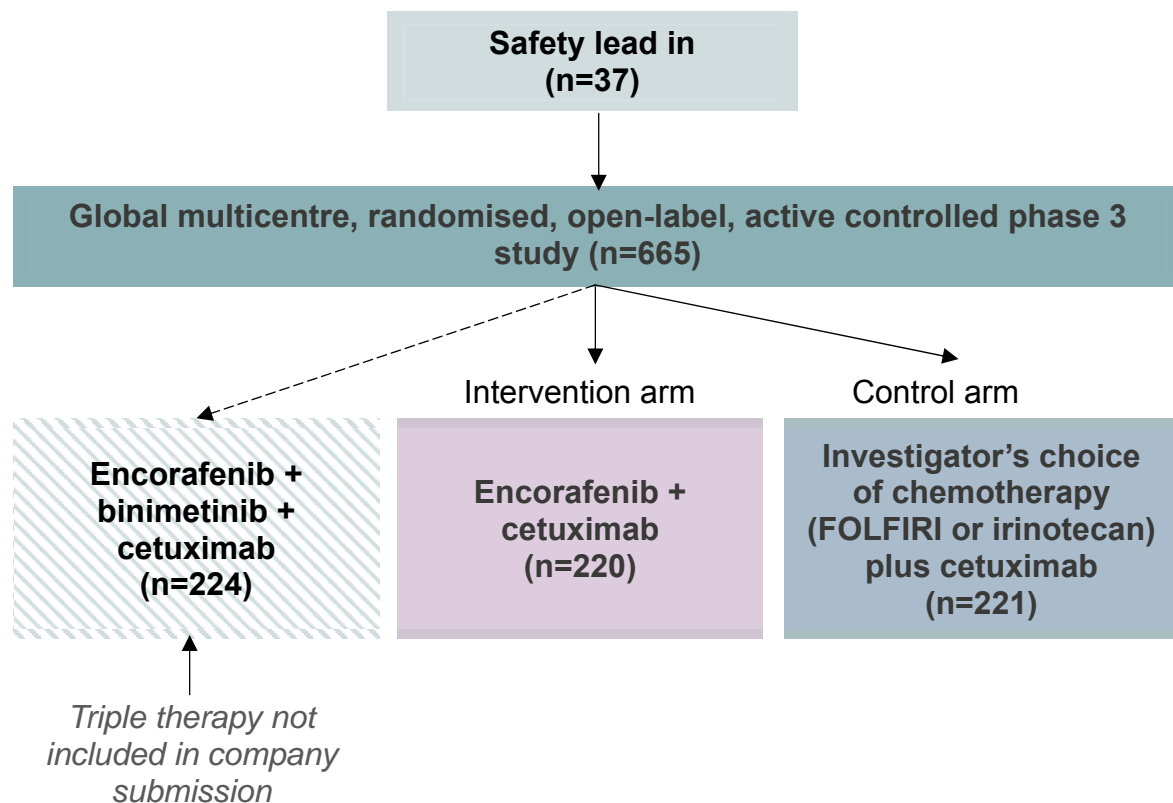 Safety lead in
(n=37)
Global multicentre, randomised, open-label, active controlled phase 3
study (n=665)
Intervention arm
Control arm
Encorafenib +
binimetinib +
cetuximab
(n=224)
Encorafenib +
cetuximab
(n=220)
Investigator’s choice
of chemotherapy
(FOLFIRI or irinotecan)
plus cetuximab
(n=221)
Triple therapy not
included in company
submission